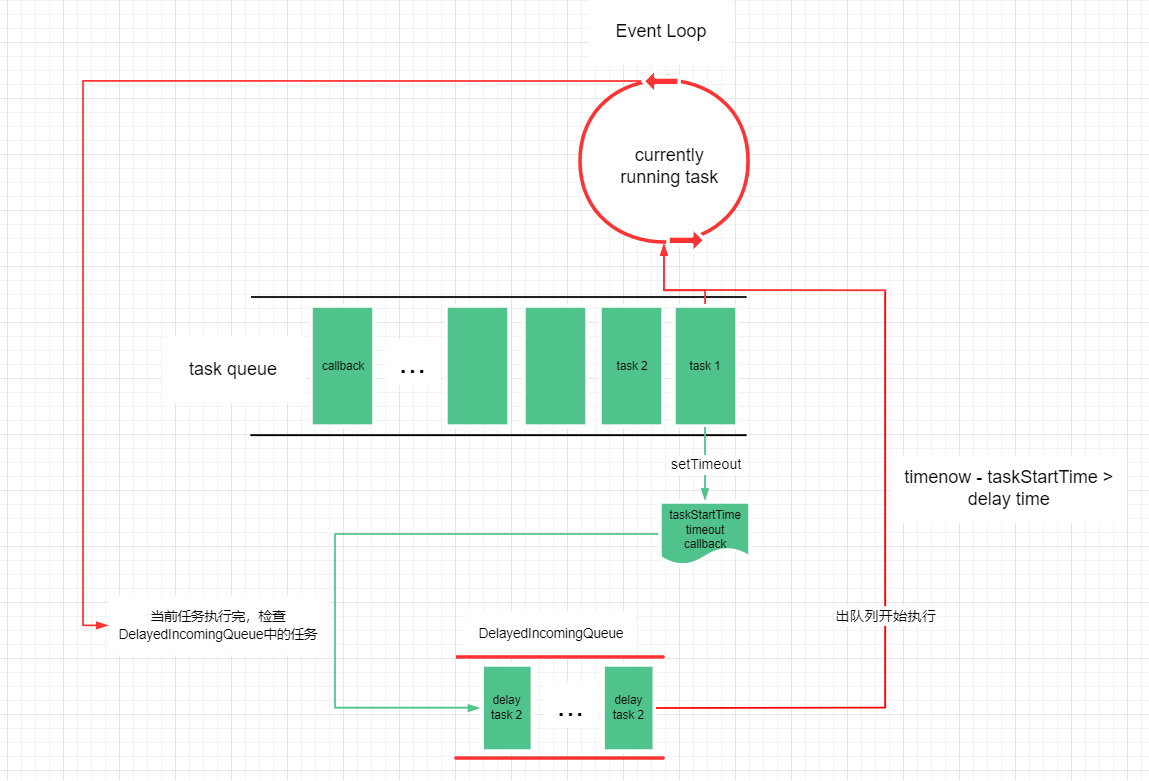 Event Loop
currently
running task
task queue
callback
...
task 2
task 1
setTimeout
taskStartTime
timeout
callback
timenow - taskStartTime >
delay time
当前任务执行完，检查
DelayedIncomingQueue中的任务
出队列开始执行
DelayedIncomingQueue
delay
task 2
...
delay
task 2